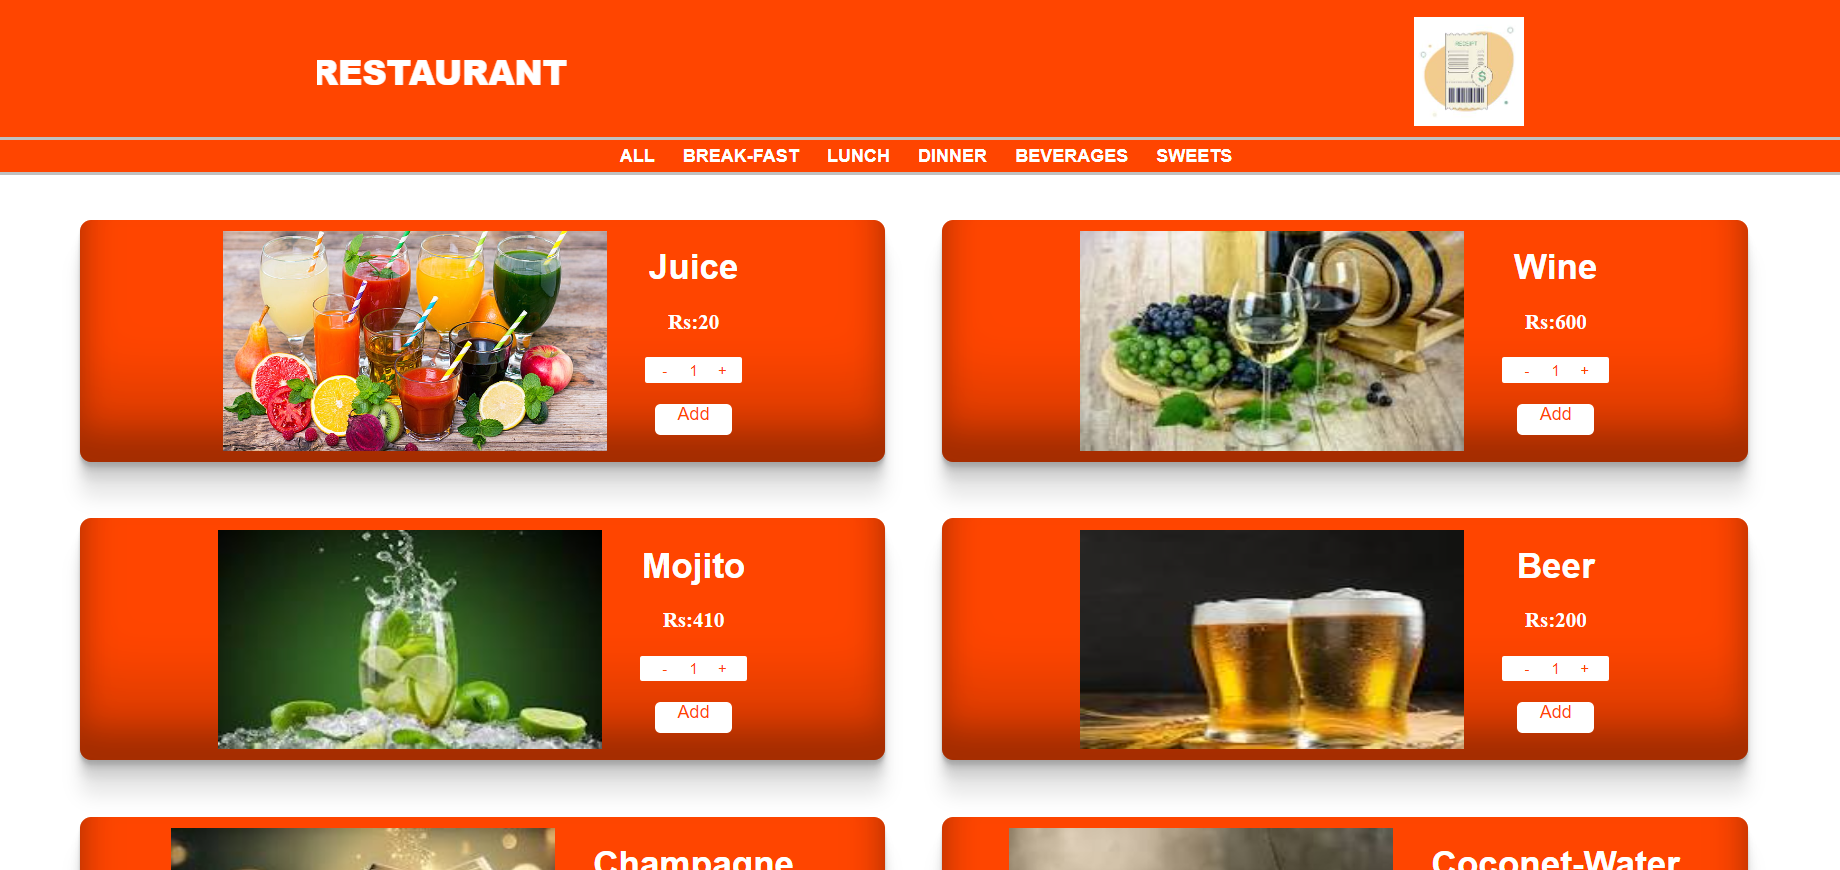 RESTAURANT
RECEIPT
$
ALL BREAK-FAST LUNCH DINNER BEVERAGES SWEETS
Juice
Rs:20
- 1 +
Add
Wine
Rs:600
- 1 +
Add
Mojito
Rs:410
- 1 +
Add
Beer
Rs:200
- 1 +
Add
Champagne
Coconet-Water